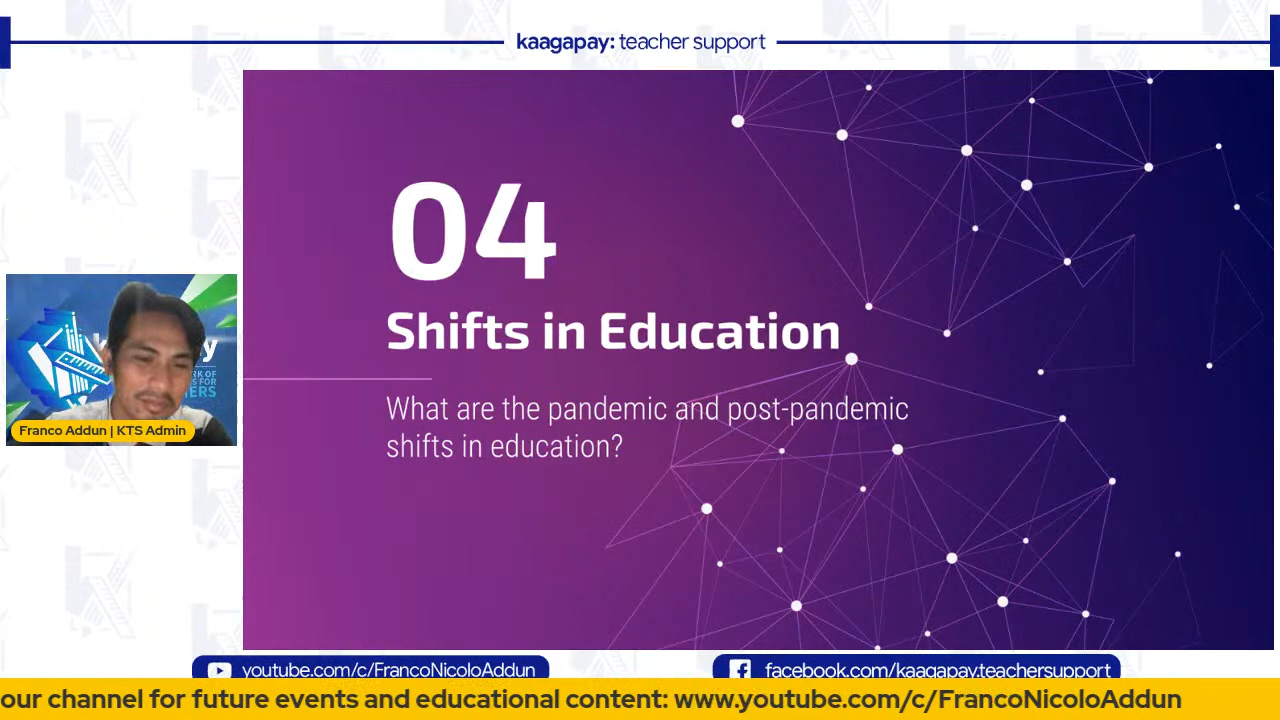 kaagapay: teacher support
04
Shifts in Education
What are the pandemic and post-pandemic
shifts in education?
Franco Addun | KTS Admin
youtube.com/c/FrancoNicoloAddun
facebook.com/kaagapay.teachersupport
our channel for future events and educational content: www.youtube.com/c/FrancoNicoloAddun